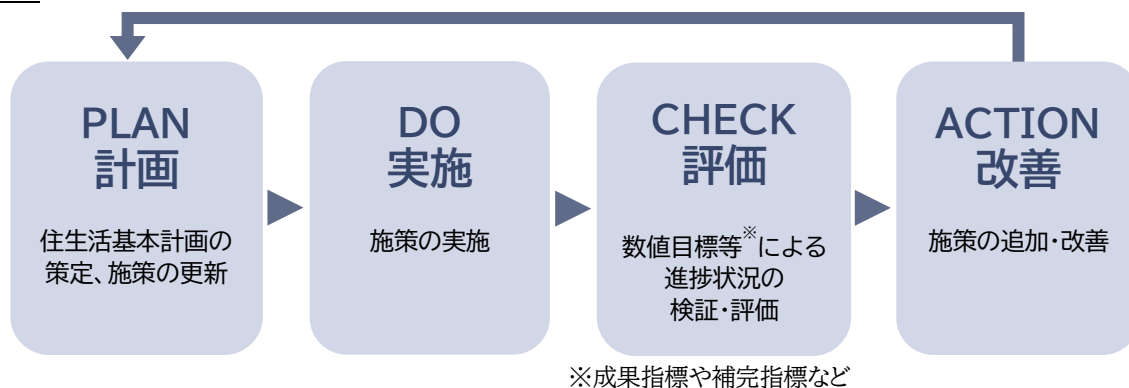 PLAN
計画
住生活基本計画の
策定、施策の更新
DO
実施
施策の実施
CHECK
評価
数値目標等※による
進捗状況の
検証・評価
ACTION
改善
施策の追加・改善
※成果指標や補完指標など